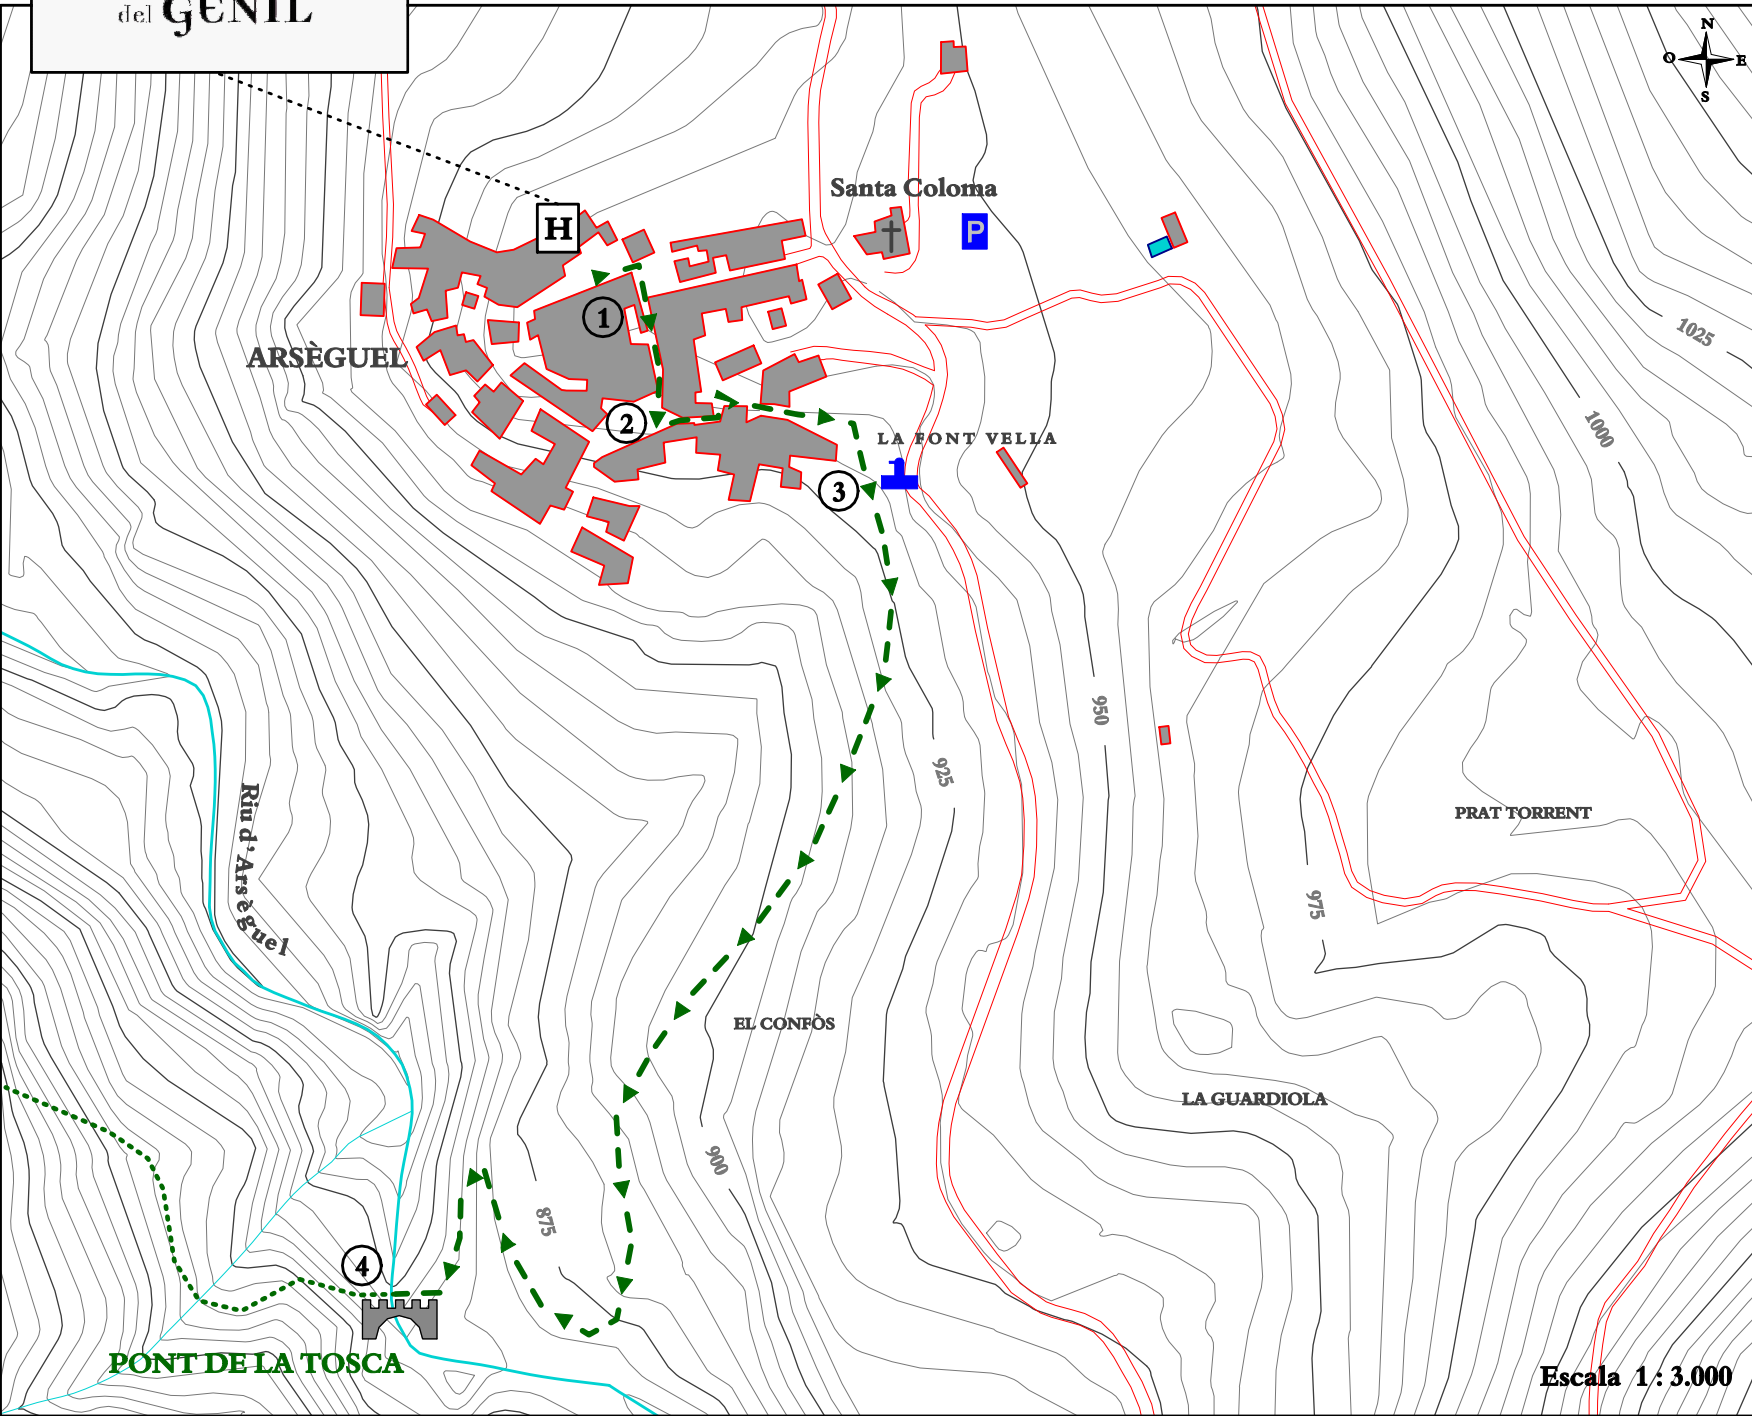 del GENIL
N
O E
S
Santa Coloma
H
P
1
ARSÈGUEL
1025
2
1000
LA FONT VELLA
3
950
925
PRAT TORRENT
Riu d'Arsèguel
975
EL CONFÒS
LA GUARDIOLA
900
875
4
PONT DE LA TOSCA
Escala 1 : 3.000